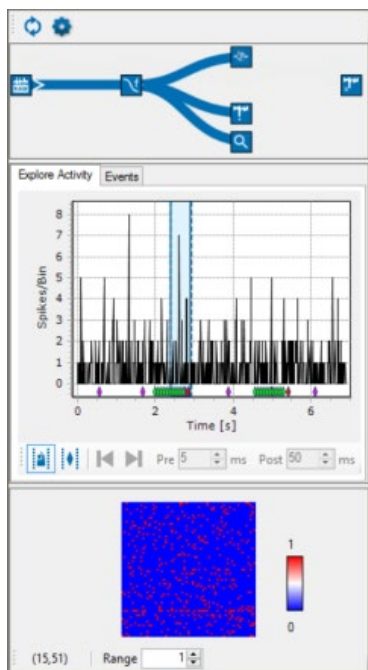 Explore Activity Events
8
7
6
5
4
3
2
1
0
Spikes/Bin
0 2 4 6
Time [s]
Pre 5 ms Post 50 ms
1
0
(15,51) Range 1